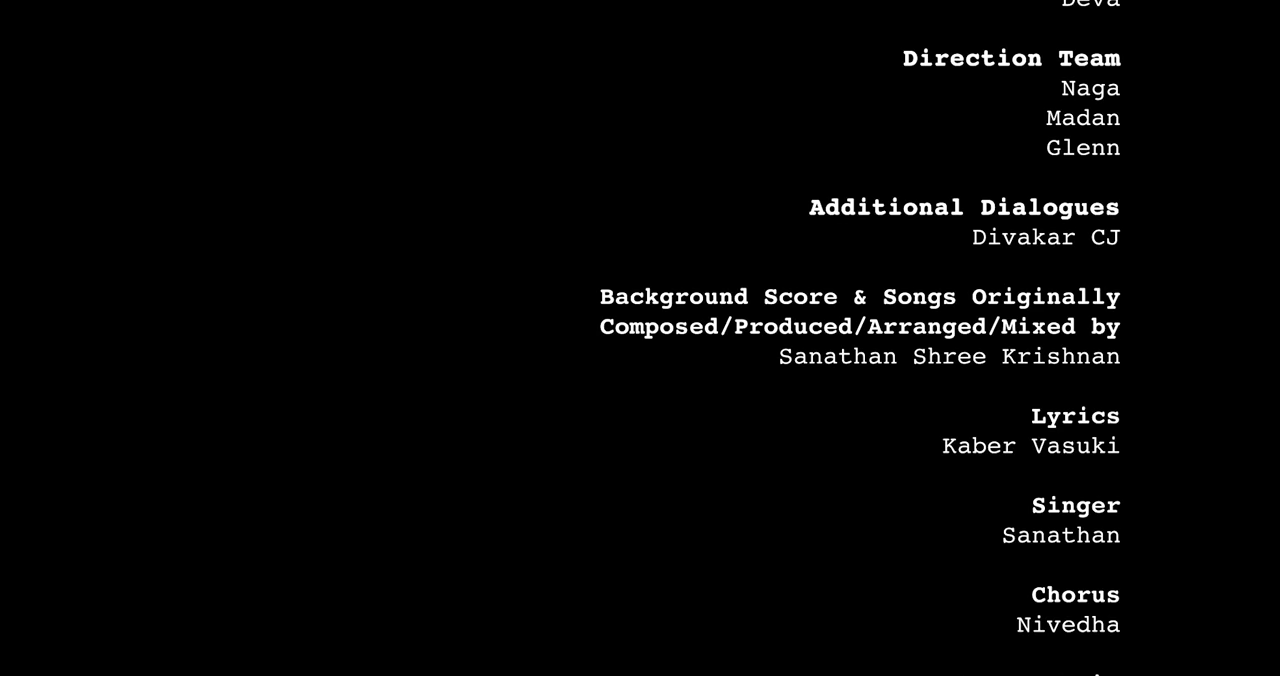 Deva
Direction Team
Naga
Madan
Glenn
Additional Dialogues
Divakar CJ
Background Score & Songs Originally
Composed/Produced/Arranged/Mixed by
Sanathan Shree Krishnan
Lyrics
Kaber Vasuki
Singer
Sanathan
Chorus
Nivedha